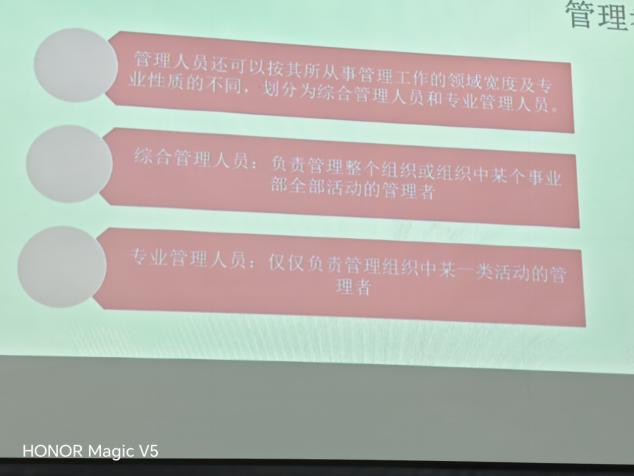 管理
管理人员还可以按其所从事管理工作的领域宽度及专
业性质的不同，划分为综合管理人员和专业管理人员。
综合管理人员：负责管理整个组织或组织中某个事业
部全部活动的管理者
专业管理人员：仅仅负责管理组织中某一类活动的管
理者
HONOR Magic V5